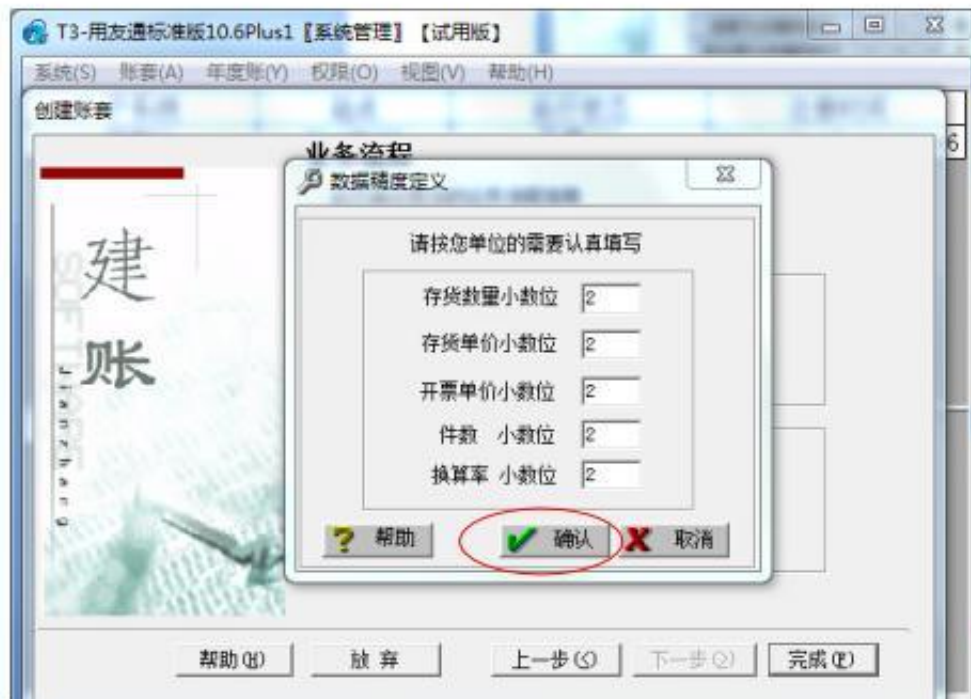 T3-用友通标准版10.6Plus1〖系统管理〗【试用版】
系统(S) 账套(A) 年度账(Y) 权限(O) 视图(V) 帮助(H)
创建账套
6
业务流程
数据精度定义
建账
SOFTWARE
Jianzhang
请按您单位的需要认真填写
存货数量小数位 2
存货单价小数位 2
开票单价小数位 2
件数 小数位 2
换算率 小数位 2
帮助 确认 取消
帮助(H) 放弃 上一步(<) 下一步(>) 完成(F)